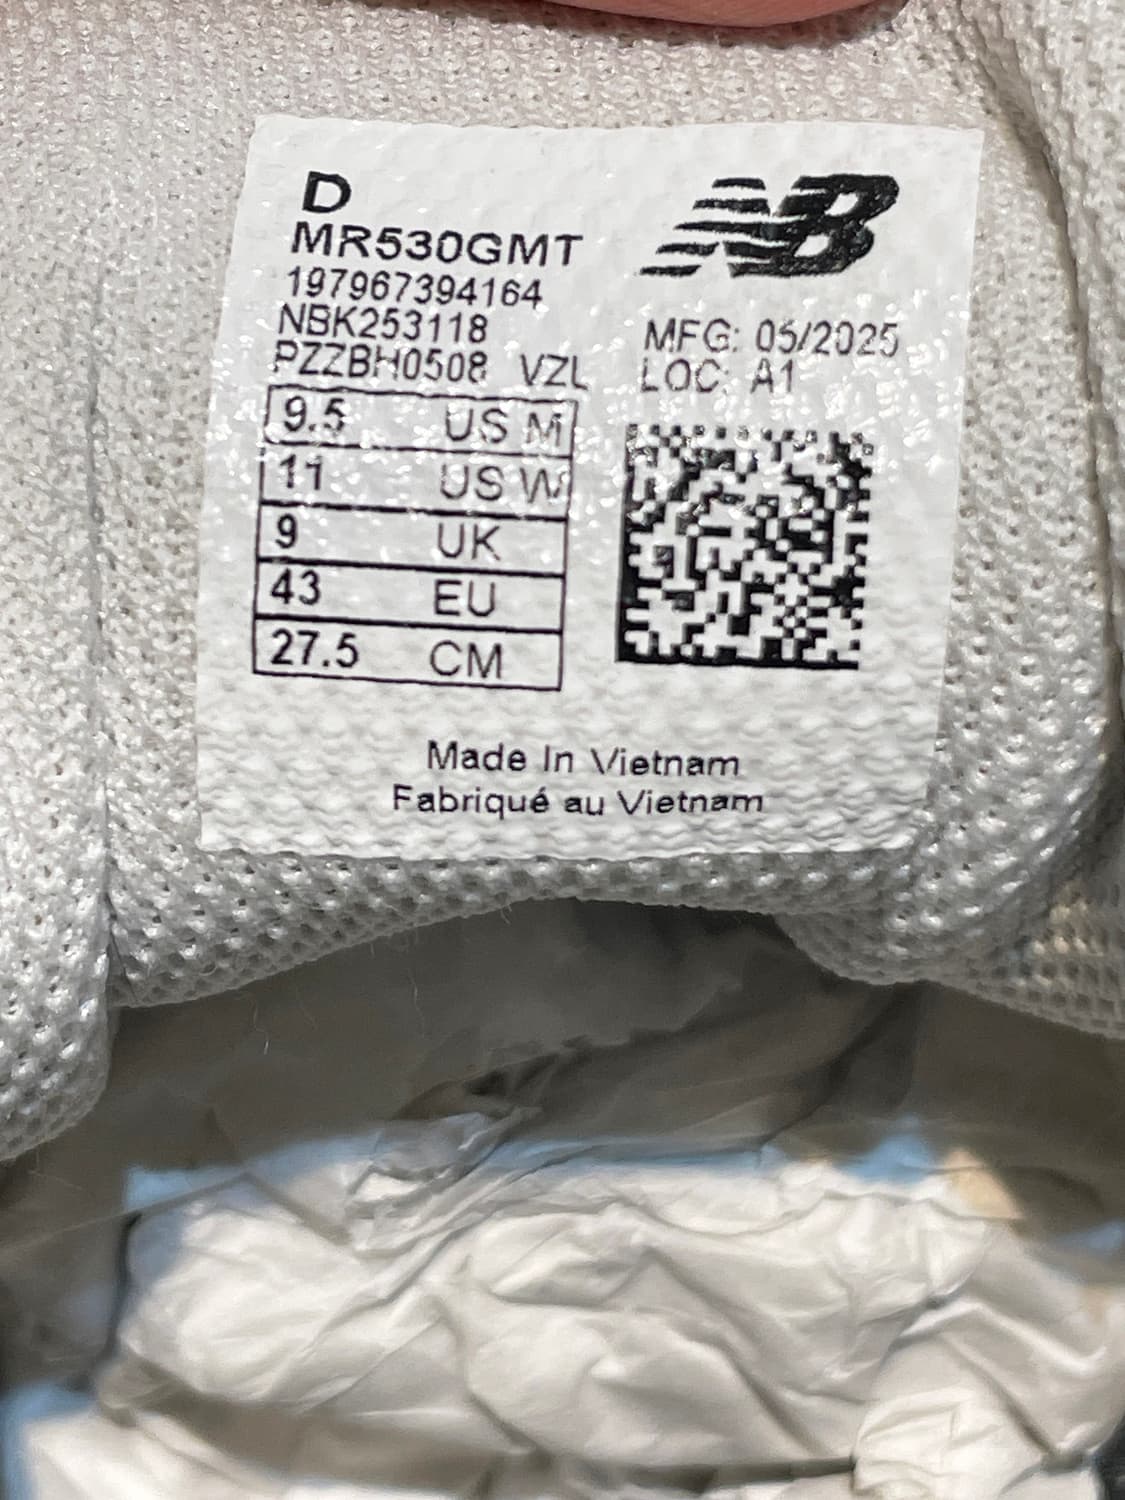 D
MR530GMT
197967394164
NBK253118
PZZBH0508 VZL
9.5 US M
11 US W
9 UK
43 EU
27.5 CM
NB
MFG: 05/2025
LOC: A1
Made In Vietnam
Fabriqué au Vietnam